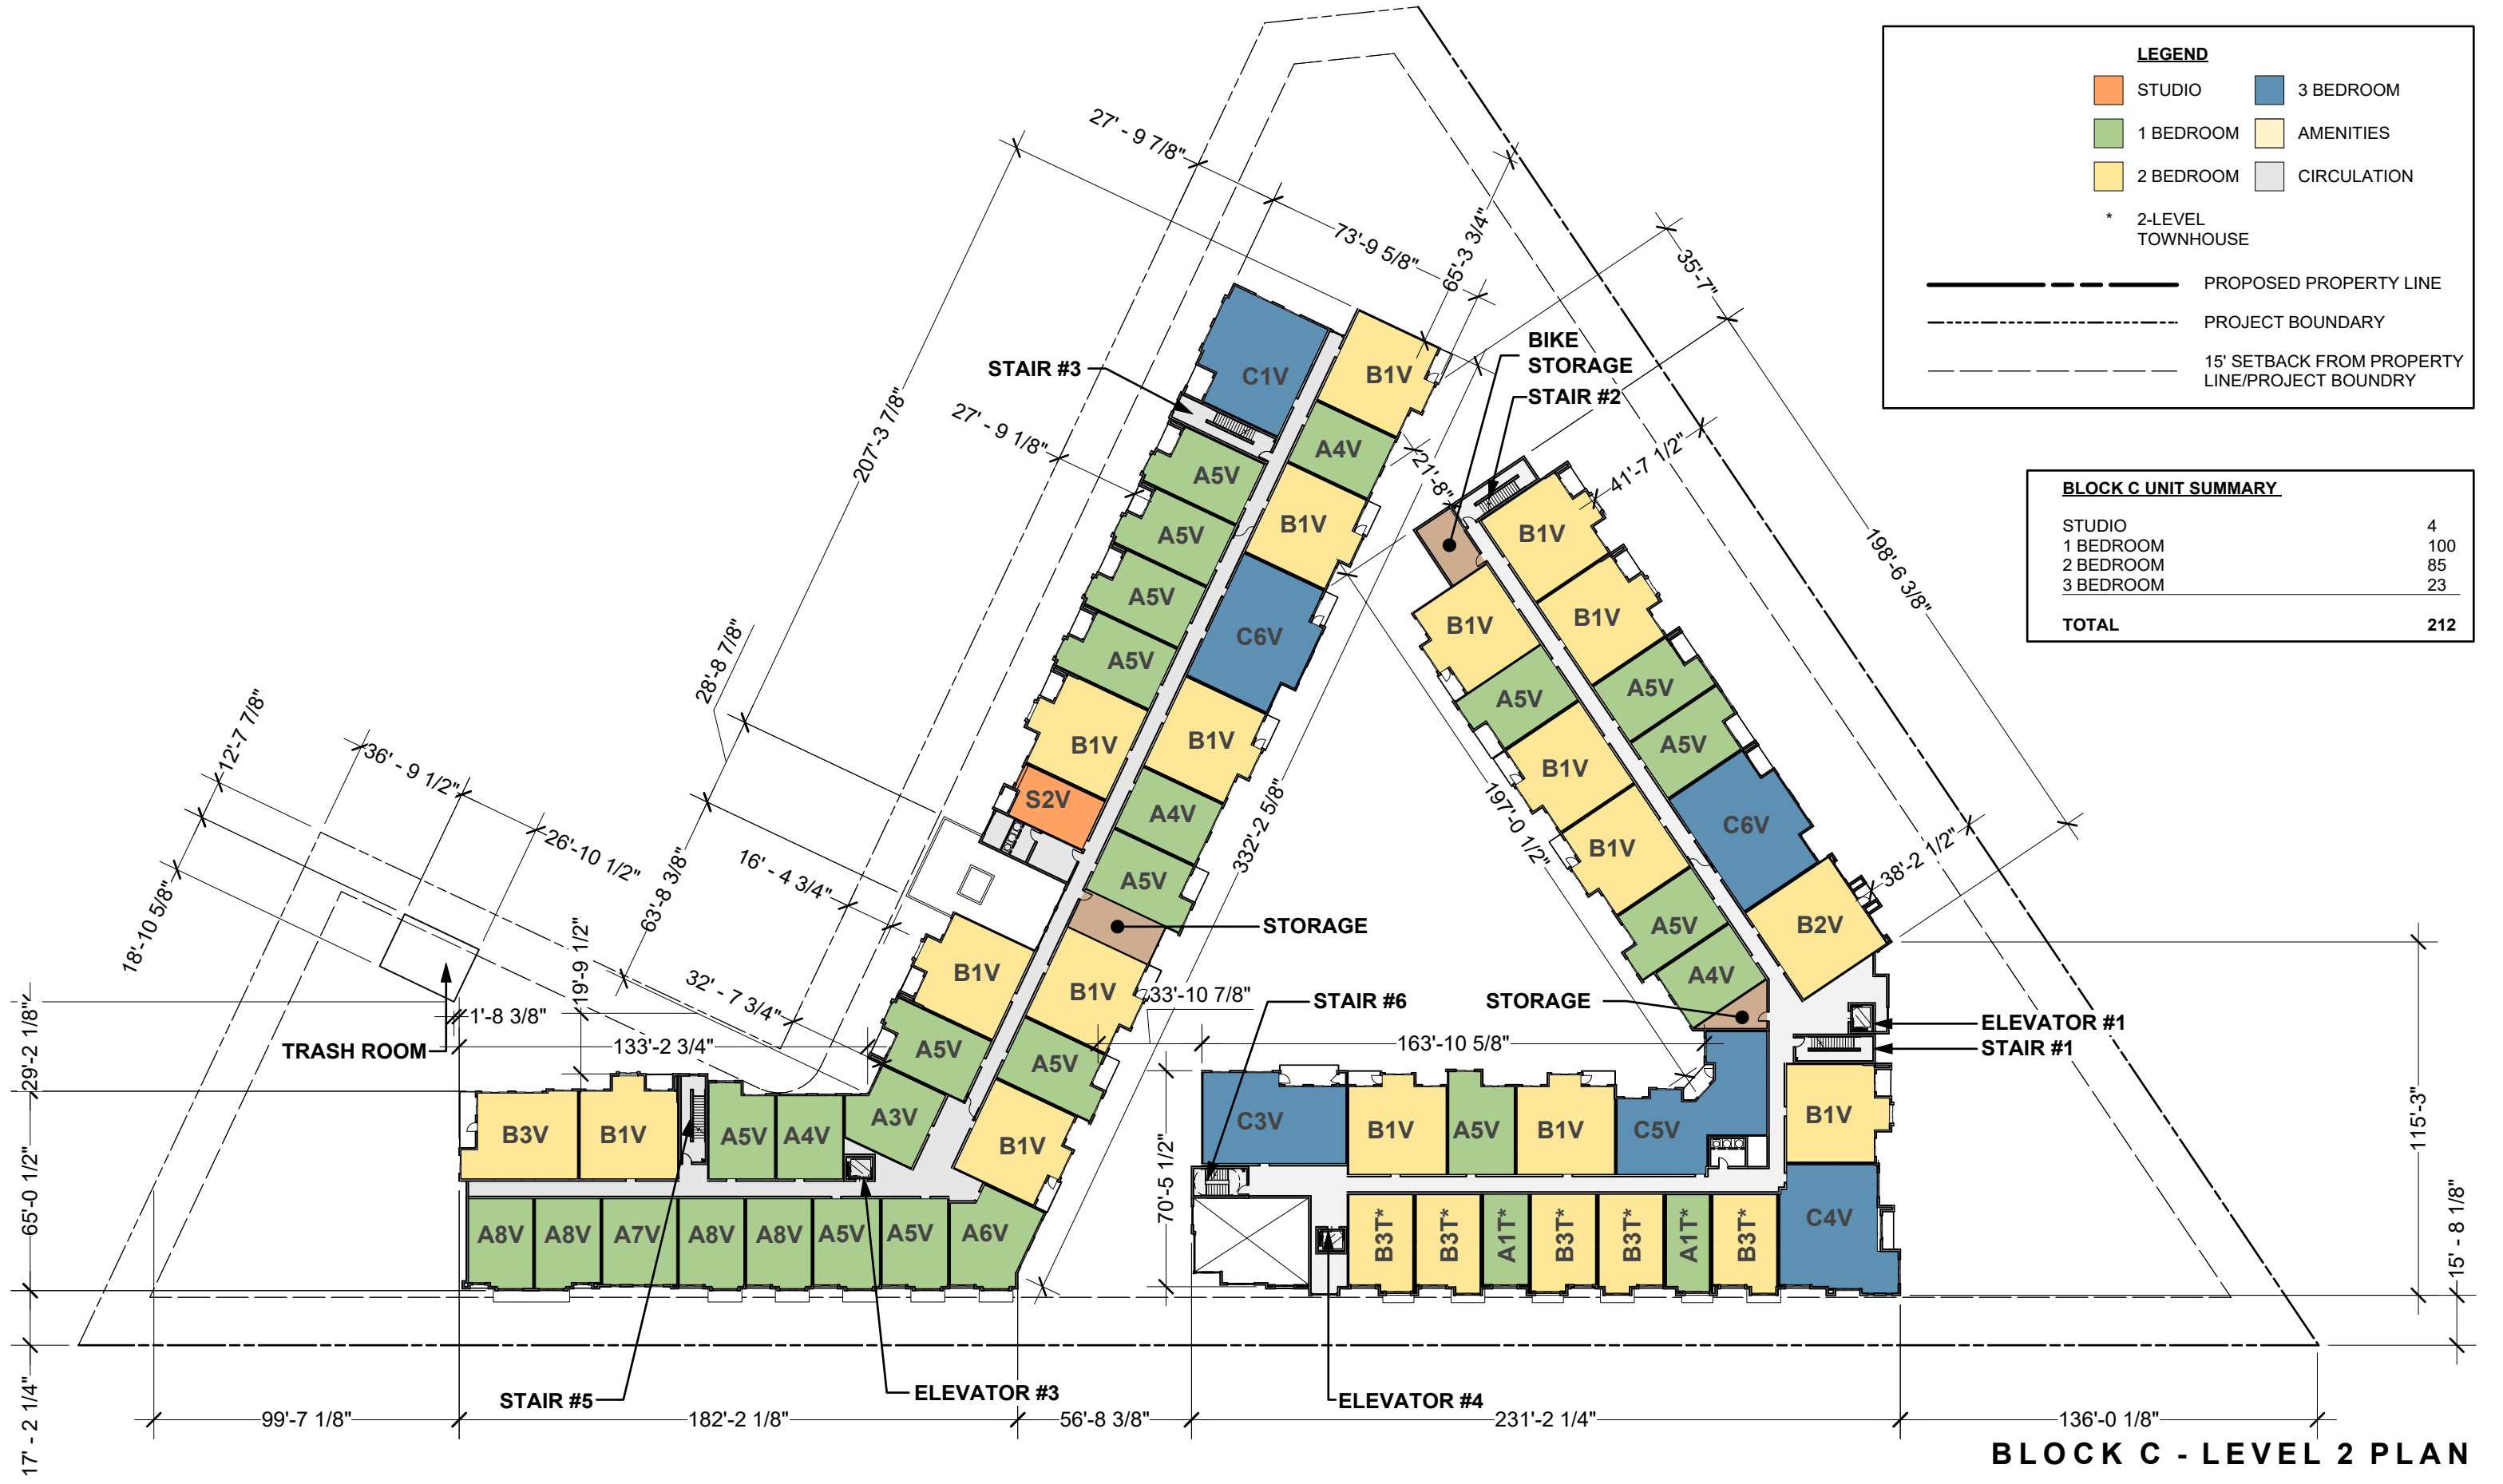 LEGEND
STUDIO
3 BEDROOM
1 BEDROOM
AMENITIES
2 BEDROOM
CIRCULATION
* 2-LEVEL
TOWNHOUSE
PROPOSED PROPERTY LINE
PROJECT BOUNDARY
15' SETBACK FROM PROPERTY
LINE/PROJECT BOUNDRY
BLOCK C UNIT SUMMARY
STUDIO 4
1 BEDROOM 100
2 BEDROOM 85
3 BEDROOM 23
TOTAL 212
27' - 9 7/8"
73'-9 5/8"
65'-3 3/4"
35'-7"
BIKE
STORAGE
STAIR #2
STAIR #3
207'-3 7/8"
27' - 9 1/8"
21'-8"
41'-7 1/2"
198'-6 3/8"
C1V
B1V
A4V
A5V
B1V
A5V
A5V
C6V
A5V
B1V
B1V
S2V
A4V
A5V
B1V
B1V
A5V
A5V
A3V
B1V
B1V
B1V
B1V
A5V
A5V
B1V
A5V
B1V
C6V
A5V
B2V
A4V
28'-8 7/8"
12'-7 7/8"
36' - 9 1/2"
26'-10 1/2"
18'-10 5/8"
63'-8 3/8"
16' - 4 3/4"
332'-2 5/8"
197'-0 1/2"
38'-2 1/2"
STORAGE
19'-9 1/2"
32' - 7 3/4"
33'-10 7/8"
STAIR #6
STORAGE
ELEVATOR #1
STAIR #1
29'-2 1/8"
1'-8 3/8"
TRASH ROOM
133'-2 3/4"
163'-10 5/8"
B3V
B1V
A5V
A4V
C3V
B1V
A5V
B1V
C5V
B1V
65'-0 1/2"
70'-5 1/2"
115'-3"
15' - 8 1/8"
A8V
A8V
A7V
A8V
A8V
A5V
A5V
A6V
B3T*
B3T*
A1T*
B3T*
B3T*
A1T*
B3T*
C4V
STAIR #5
ELEVATOR #3
ELEVATOR #4
17' - 2 1/4"
99'-7 1/8"
182'-2 1/8"
56'-8 3/8"
231'-2 1/4"
136'-0 1/8"
BLOCK C - LEVEL 2 PLAN